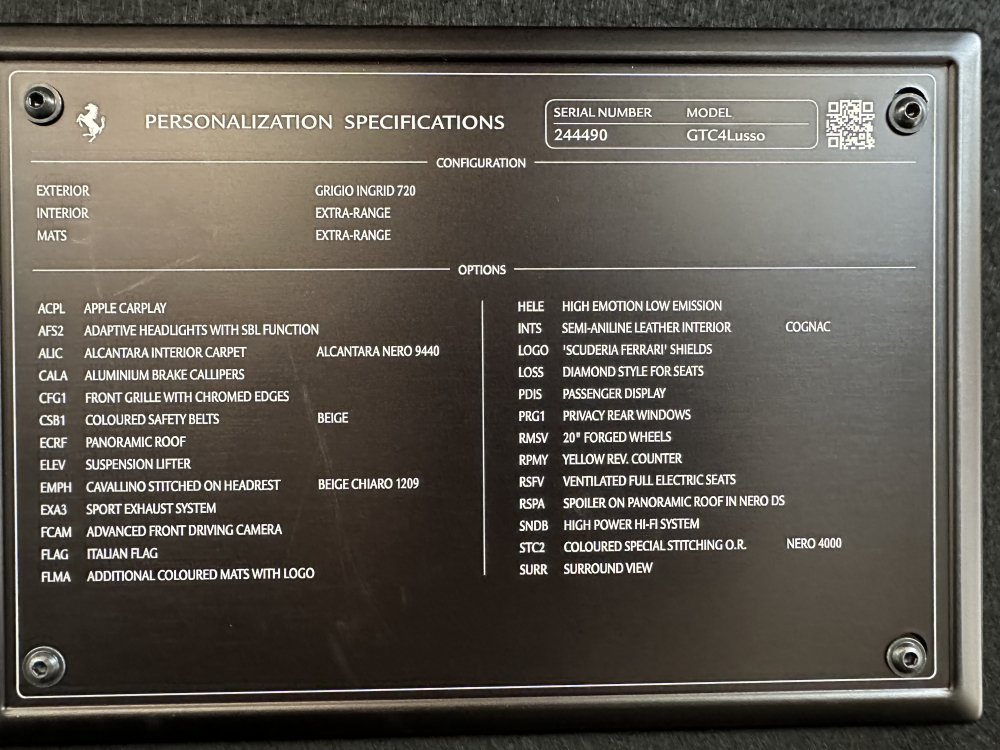 PERSONALIZATION SPECIFICATIONS
SERIAL NUMBER MODEL
244490 GTC4Lusso
CONFIGURATION
EXTERIOR GRIGIO INGRID 720
INTERIOR EXTRA-RANGE
MATS EXTRA-RANGE
OPTIONS
ACPL APPLE CARPLAY
AFS2 ADAPTIVE HEADLIGHTS WITH SBL FUNCTION
ALIC ALCANTARA INTERIOR CARPET ALCANTARA NERO 9440
CALA ALUMINIUM BRAKE CALLIPERS
CFG1 FRONT GRILLE WITH CHROMED EDGES
CSB1 COLOURED SAFETY BELTS BEIGE
ECRF PANORAMIC ROOF
ELEV SUSPENSION LIFTER
EMPH CAVALLINO STITCHED ON HEADREST BEIGE CHIARO 1209
EXA3 SPORT EXHAUST SYSTEM
FCAM ADVANCED FRONT DRIVING CAMERA
FLAG ITALIAN FLAG
FLMA ADDITIONAL COLOURED MATS WITH LOGO
HELE HIGH EMOTION LOW EMISSION
INTS SEMI-ANILINE LEATHER INTERIOR COGNAC
LOGO 'SCUDERIA FERRARI' SHIELDS
LOSS DIAMOND STYLE FOR SEATS
PDIS PASSENGER DISPLAY
PRG1 PRIVACY REAR WINDOWS
RMSV 20" FORGED WHEELS
RPMY YELLOW REV. COUNTER
RSFV VENTILATED FULL ELECTRIC SEATS
RSPA SPOILER ON PANORAMIC ROOF IN NERO DS
SNDB HIGH POWER HI-FI SYSTEM
STC2 COLOURED SPECIAL STITCHING O.R. NERO 4000
SURR SURROUND VIEW